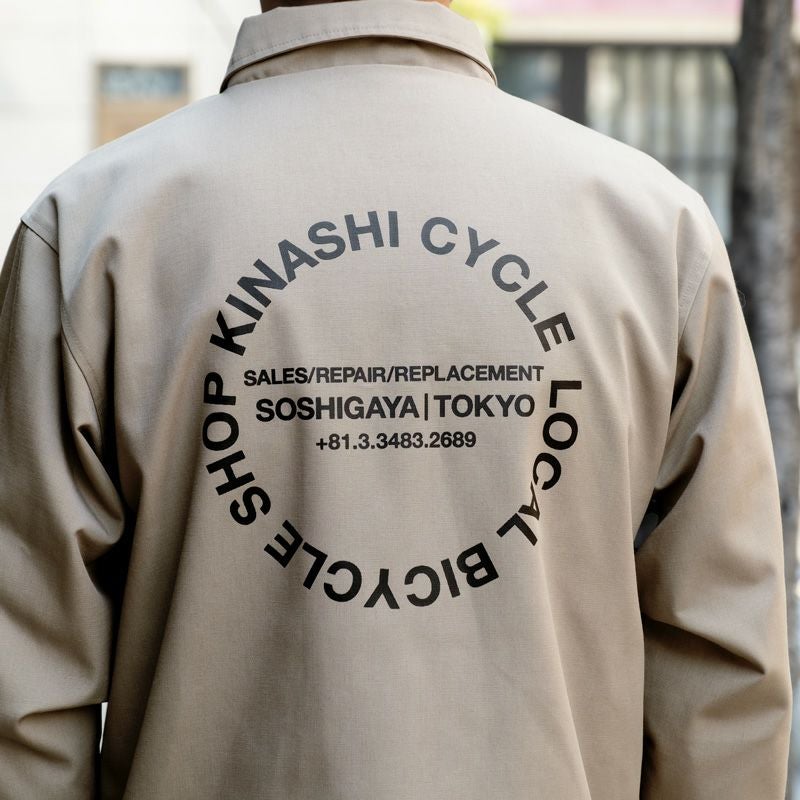 KINASHI CYCLE LOCAL BICYCLE SHOP
SALES/REPAIR/REPLACEMENT
SOSHIGAYA|TOKYO
+81.3.3483.2689